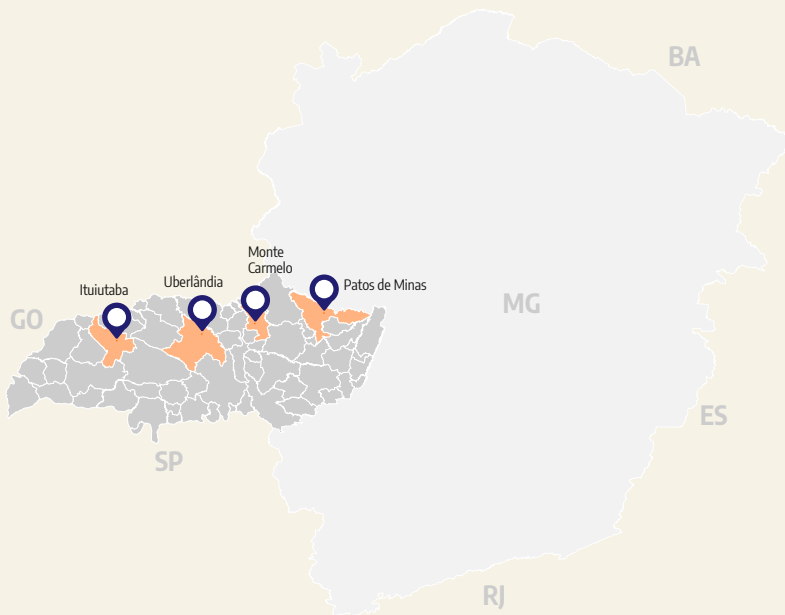 BA
Monte
Carmelo
Ituiutaba
Uberlândia
Patos de Minas
MG
GO
ES
SP
RJ